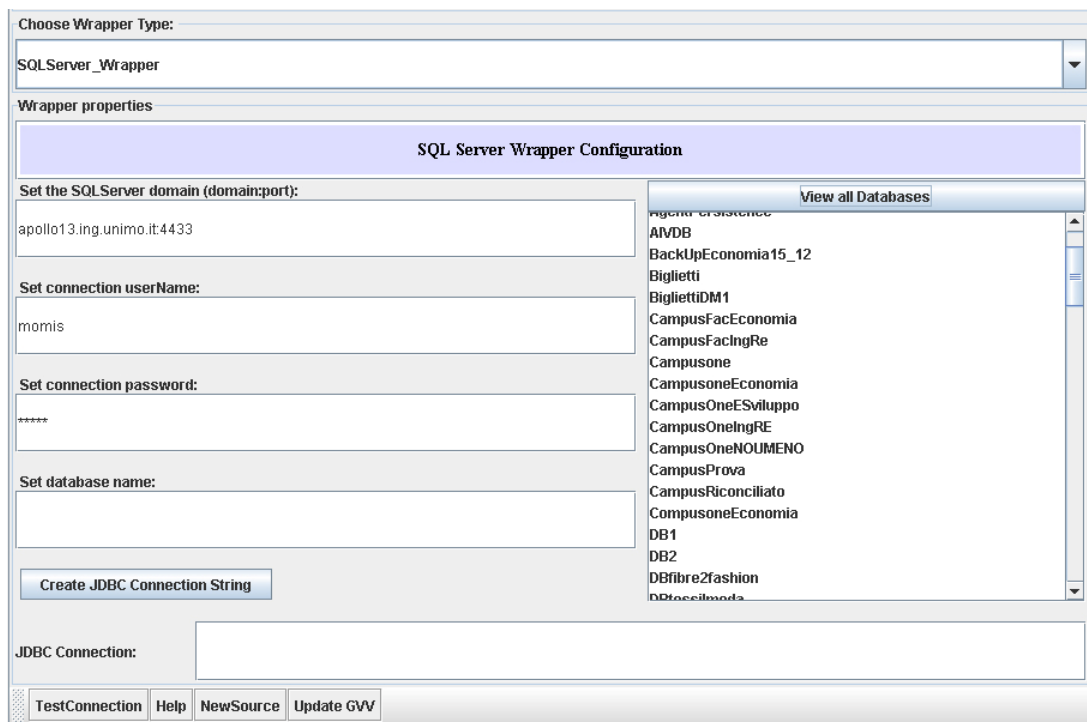 Choose Wrapper Type:
SQLServer_Wrapper
Wrapper properties
SQL Server Wrapper Configuration
Set the SQLServer domain (domain:port):
apollo13.ing.unimo.it:4433
Set connection userName:
momis
Set connection password:
*****
Set database name:
Create JDBC Connection String
View all Databases
AgentPersistence
AIVDB
BackUpEconomia15_12
Biglietti
BigliettiDM1
CampusFacEconomia
CampusFacIngRe
Campusone
CampusoneEconomia
CampusOneESviluppo
CampusOneIngRE
CampusOneNOUMENO
CampusProva
CampusRiconciliato
CompusoneEconomia
DB1
DB2
DBfibre2fashion
JDBC Connection:
TestConnection Help NewSource Update GVV